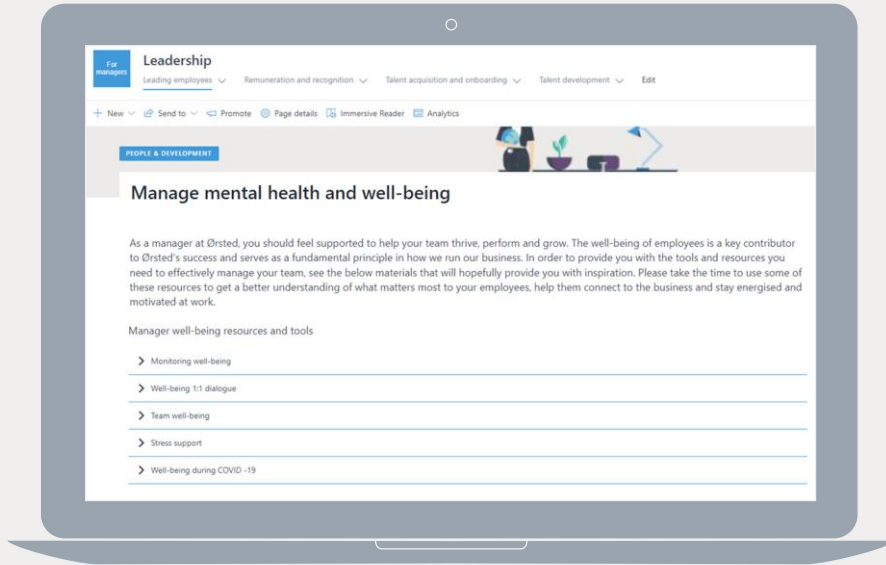 For
managers
Leadership
Leading employees Remuneration and recognition Talent acquisition and onboarding Talent development Edit
New Send to Promote Page details Immersive Reader Analytics
PEOPLE & DEVELOPMENT
Manage mental health and well-being
As a manager at Ørsted, you should feel supported to help your team thrive, perform and grow. The well-being of employees is a key contributor
to Ørsted's success and serves as a fundamental principle in how we run our business. In order to provide you with the tools and resources you
need to effectively manage your team, see the below materials that will hopefully provide you with inspiration. Please take the time to use some of
these resources to get a better understanding of what matters most to your employees, help them connect to the business and stay energised and
motivated at work.
Manager well-being resources and tools
Monitoring well-being
Well-being 1:1 dialogue
Team well-being
Stress support
Well-being during COVID -19